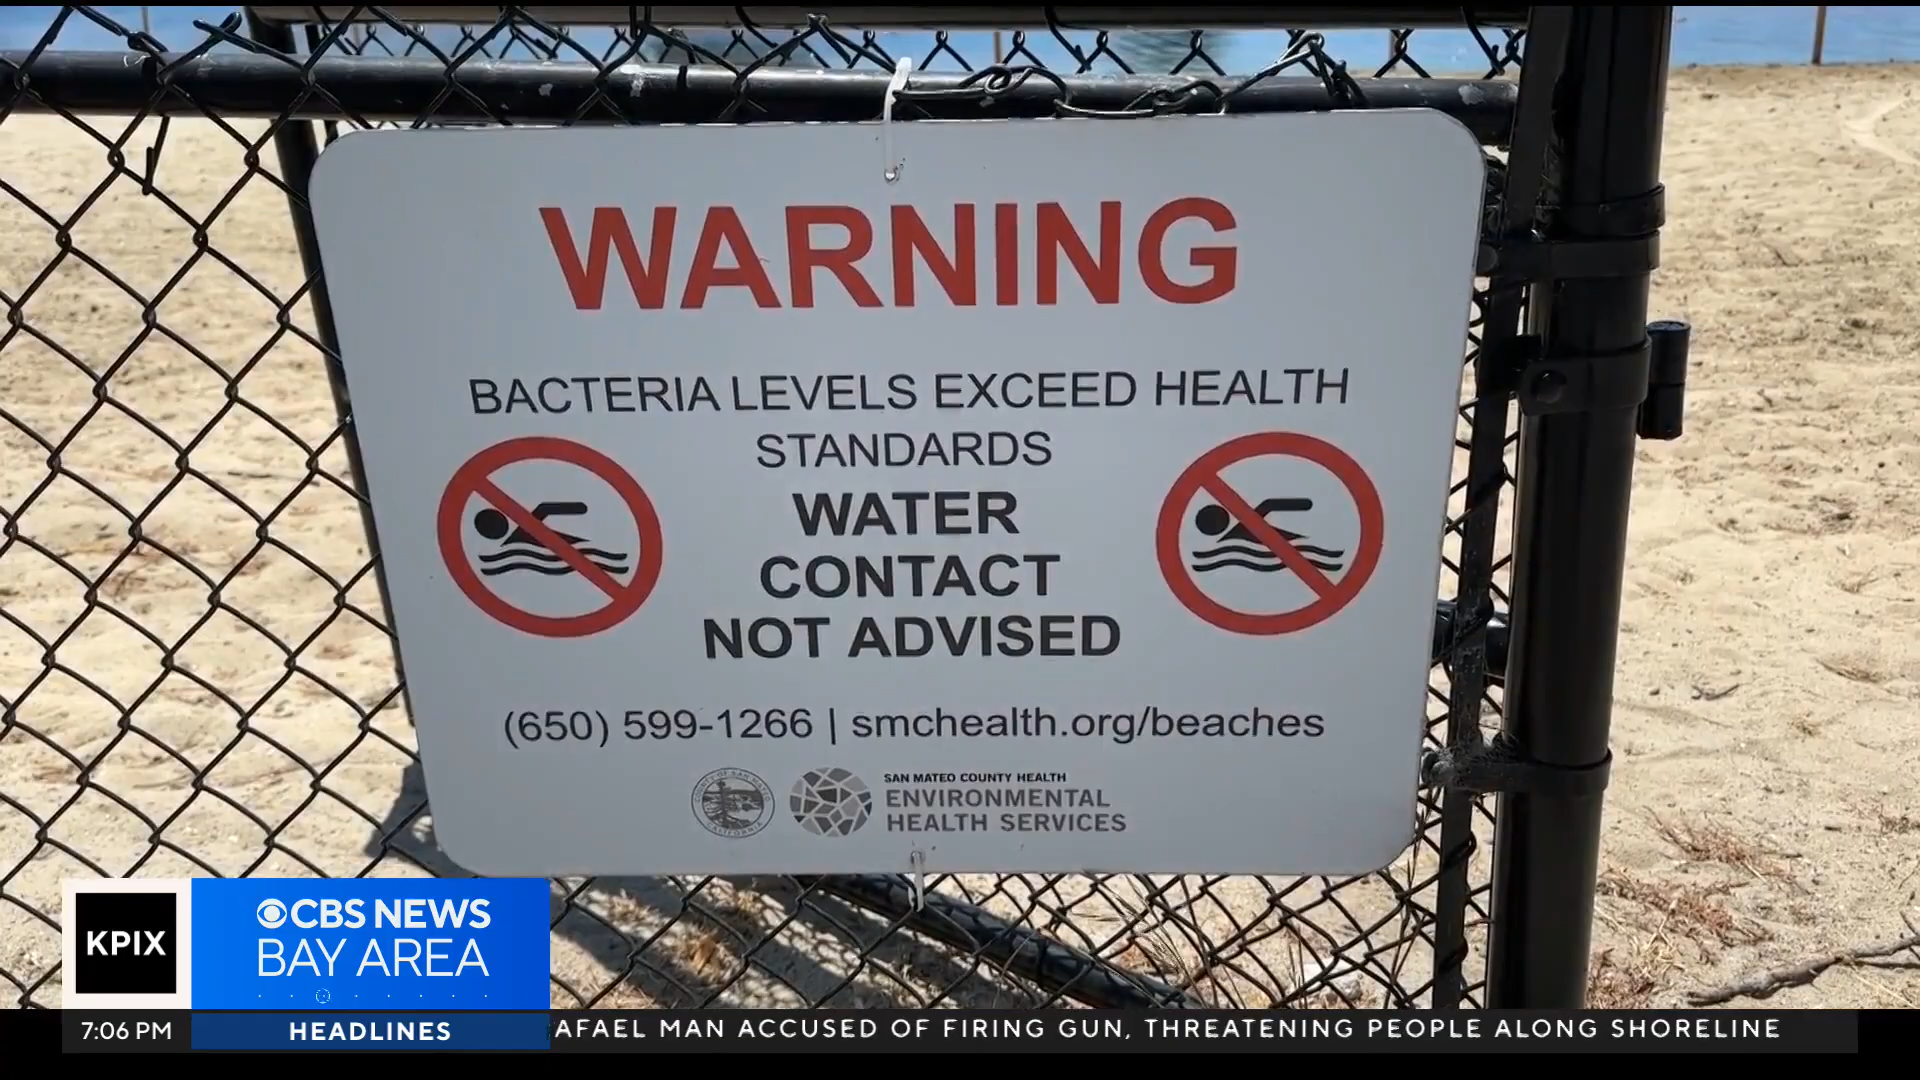 WARNING
BACTERIA LEVELS EXCEED HEALTH
STANDARDS
WATER
CONTACT
NOT ADVISED
(650) 599-1266 | smchealth.org/beaches
SAN MATEO COUNTY HEALTH
ENVIRONMENTAL
HEALTH SERVICES
KPIX
CBS NEWS
BAY AREA
7:06 PM
HEADLINES
AFAEL MAN ACCUSED OF FIRING GUN, THREATENING PEOPLE ALONG SHORELINE